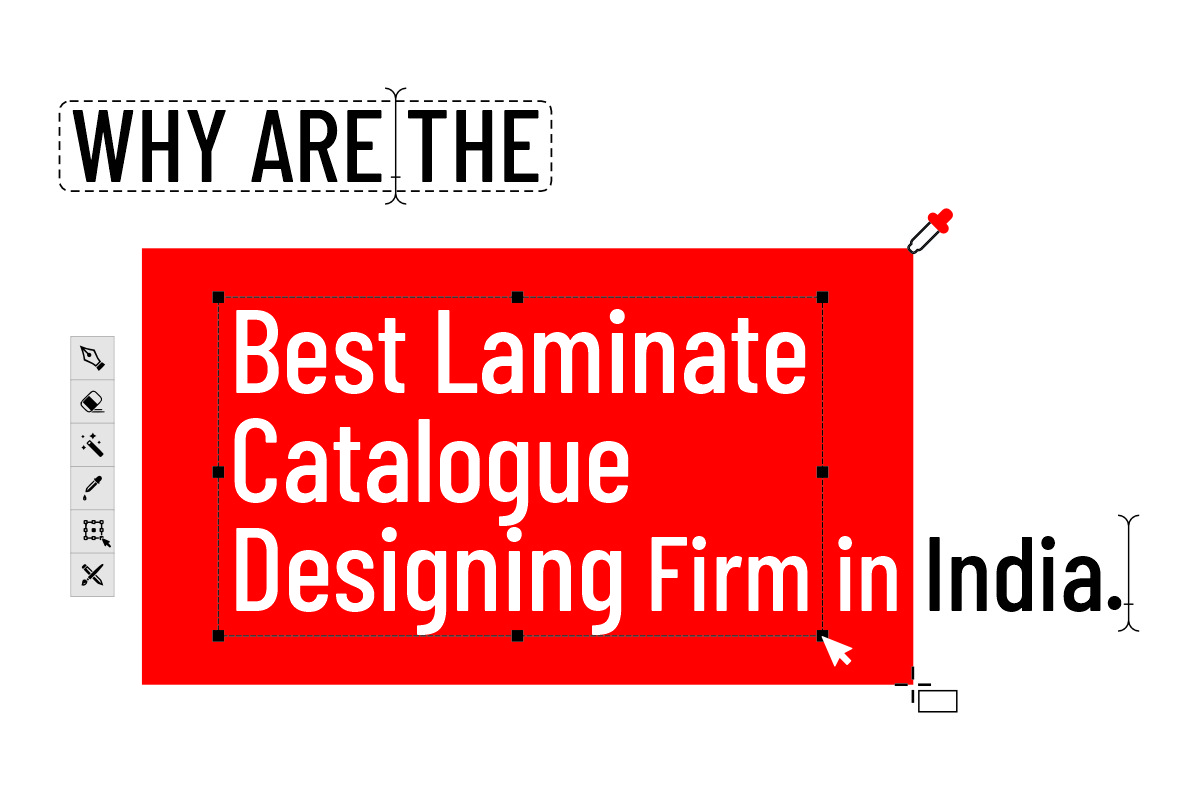 WHY ARE THE
Best Laminate
Catalogue
Designing Firm in India.